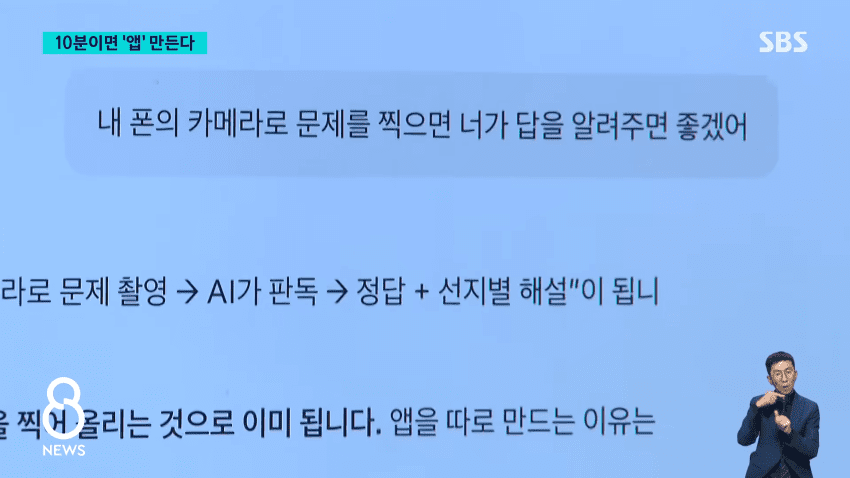 10분이면 '앱' 만든다
SBS
내 폰의 카메라로 문제를 찍으면 너가 답을 알려주면 좋겠어
라로 문제 촬영 → AI가 판독 → 정답 + 선지별 해설"이 됩니
찍어 올리는 것으로 이미 됩니다. 앱을 따로 만드는 이유는
8
NEWS